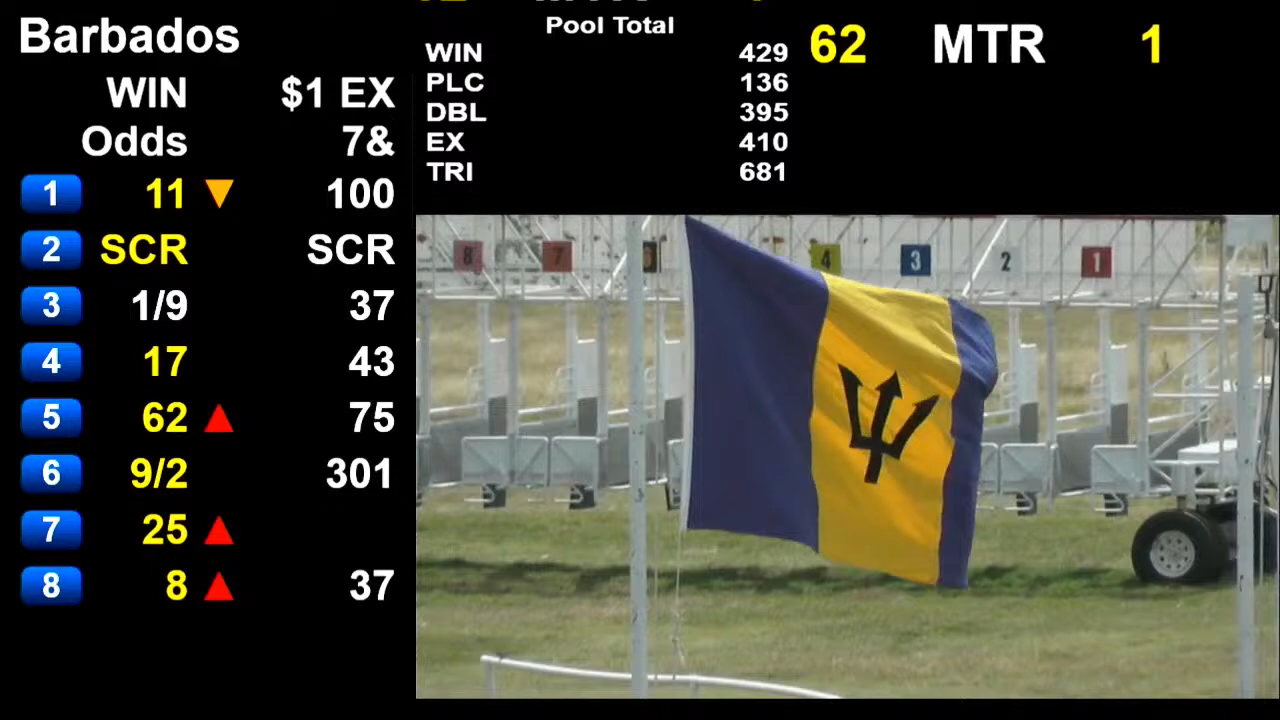 Barbados
WIN $1 EX
Odds 7&
1 11 100
2 SCR SCR
3 1/9 37
4 17 43
5 62 75
6 9/2 301
7 25
8 8 37
Pool Total
WIN 429
PLC 136
DBL 395
EX 410
TRI 681
62 MTR 1
8 7 4 3 2 1